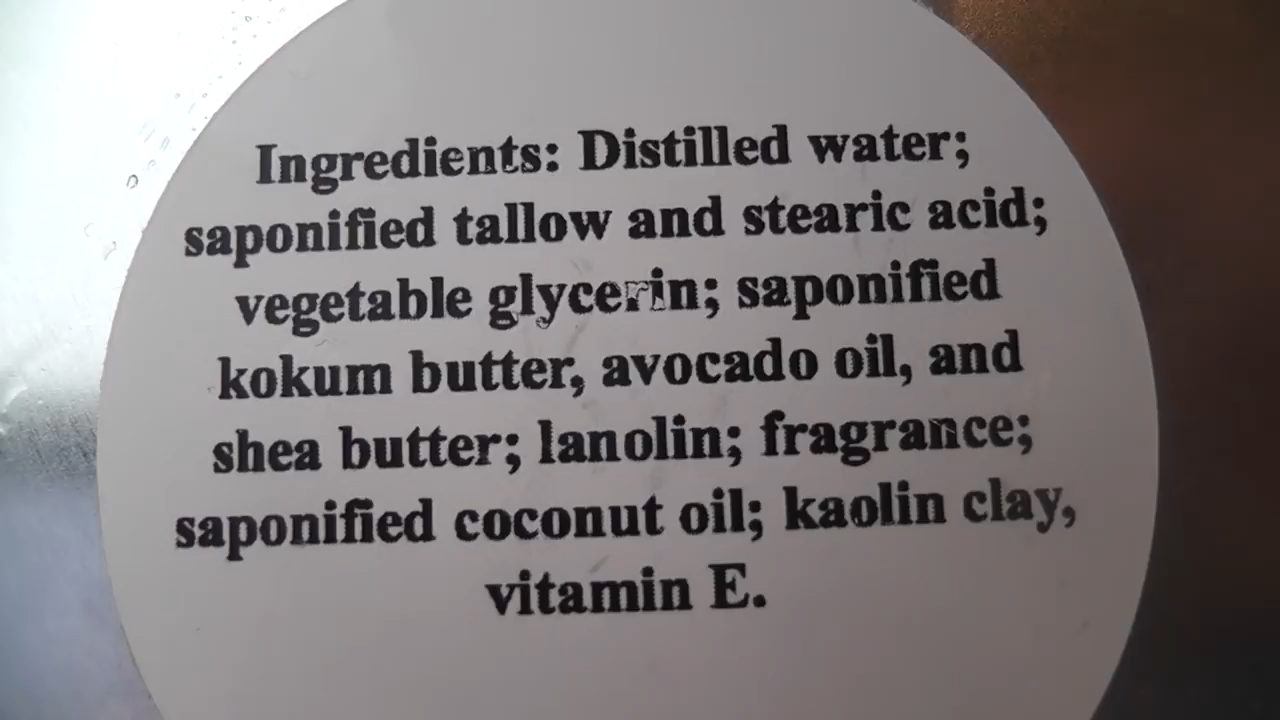 Ingredients: Distilled water;
saponified tallow and stearic acid;
vegetable glycerin; saponified
kokum butter, avocado oil, and
shea butter; lanolin; fragrance;
saponified coconut oil; kaolin clay,
vitamin E.